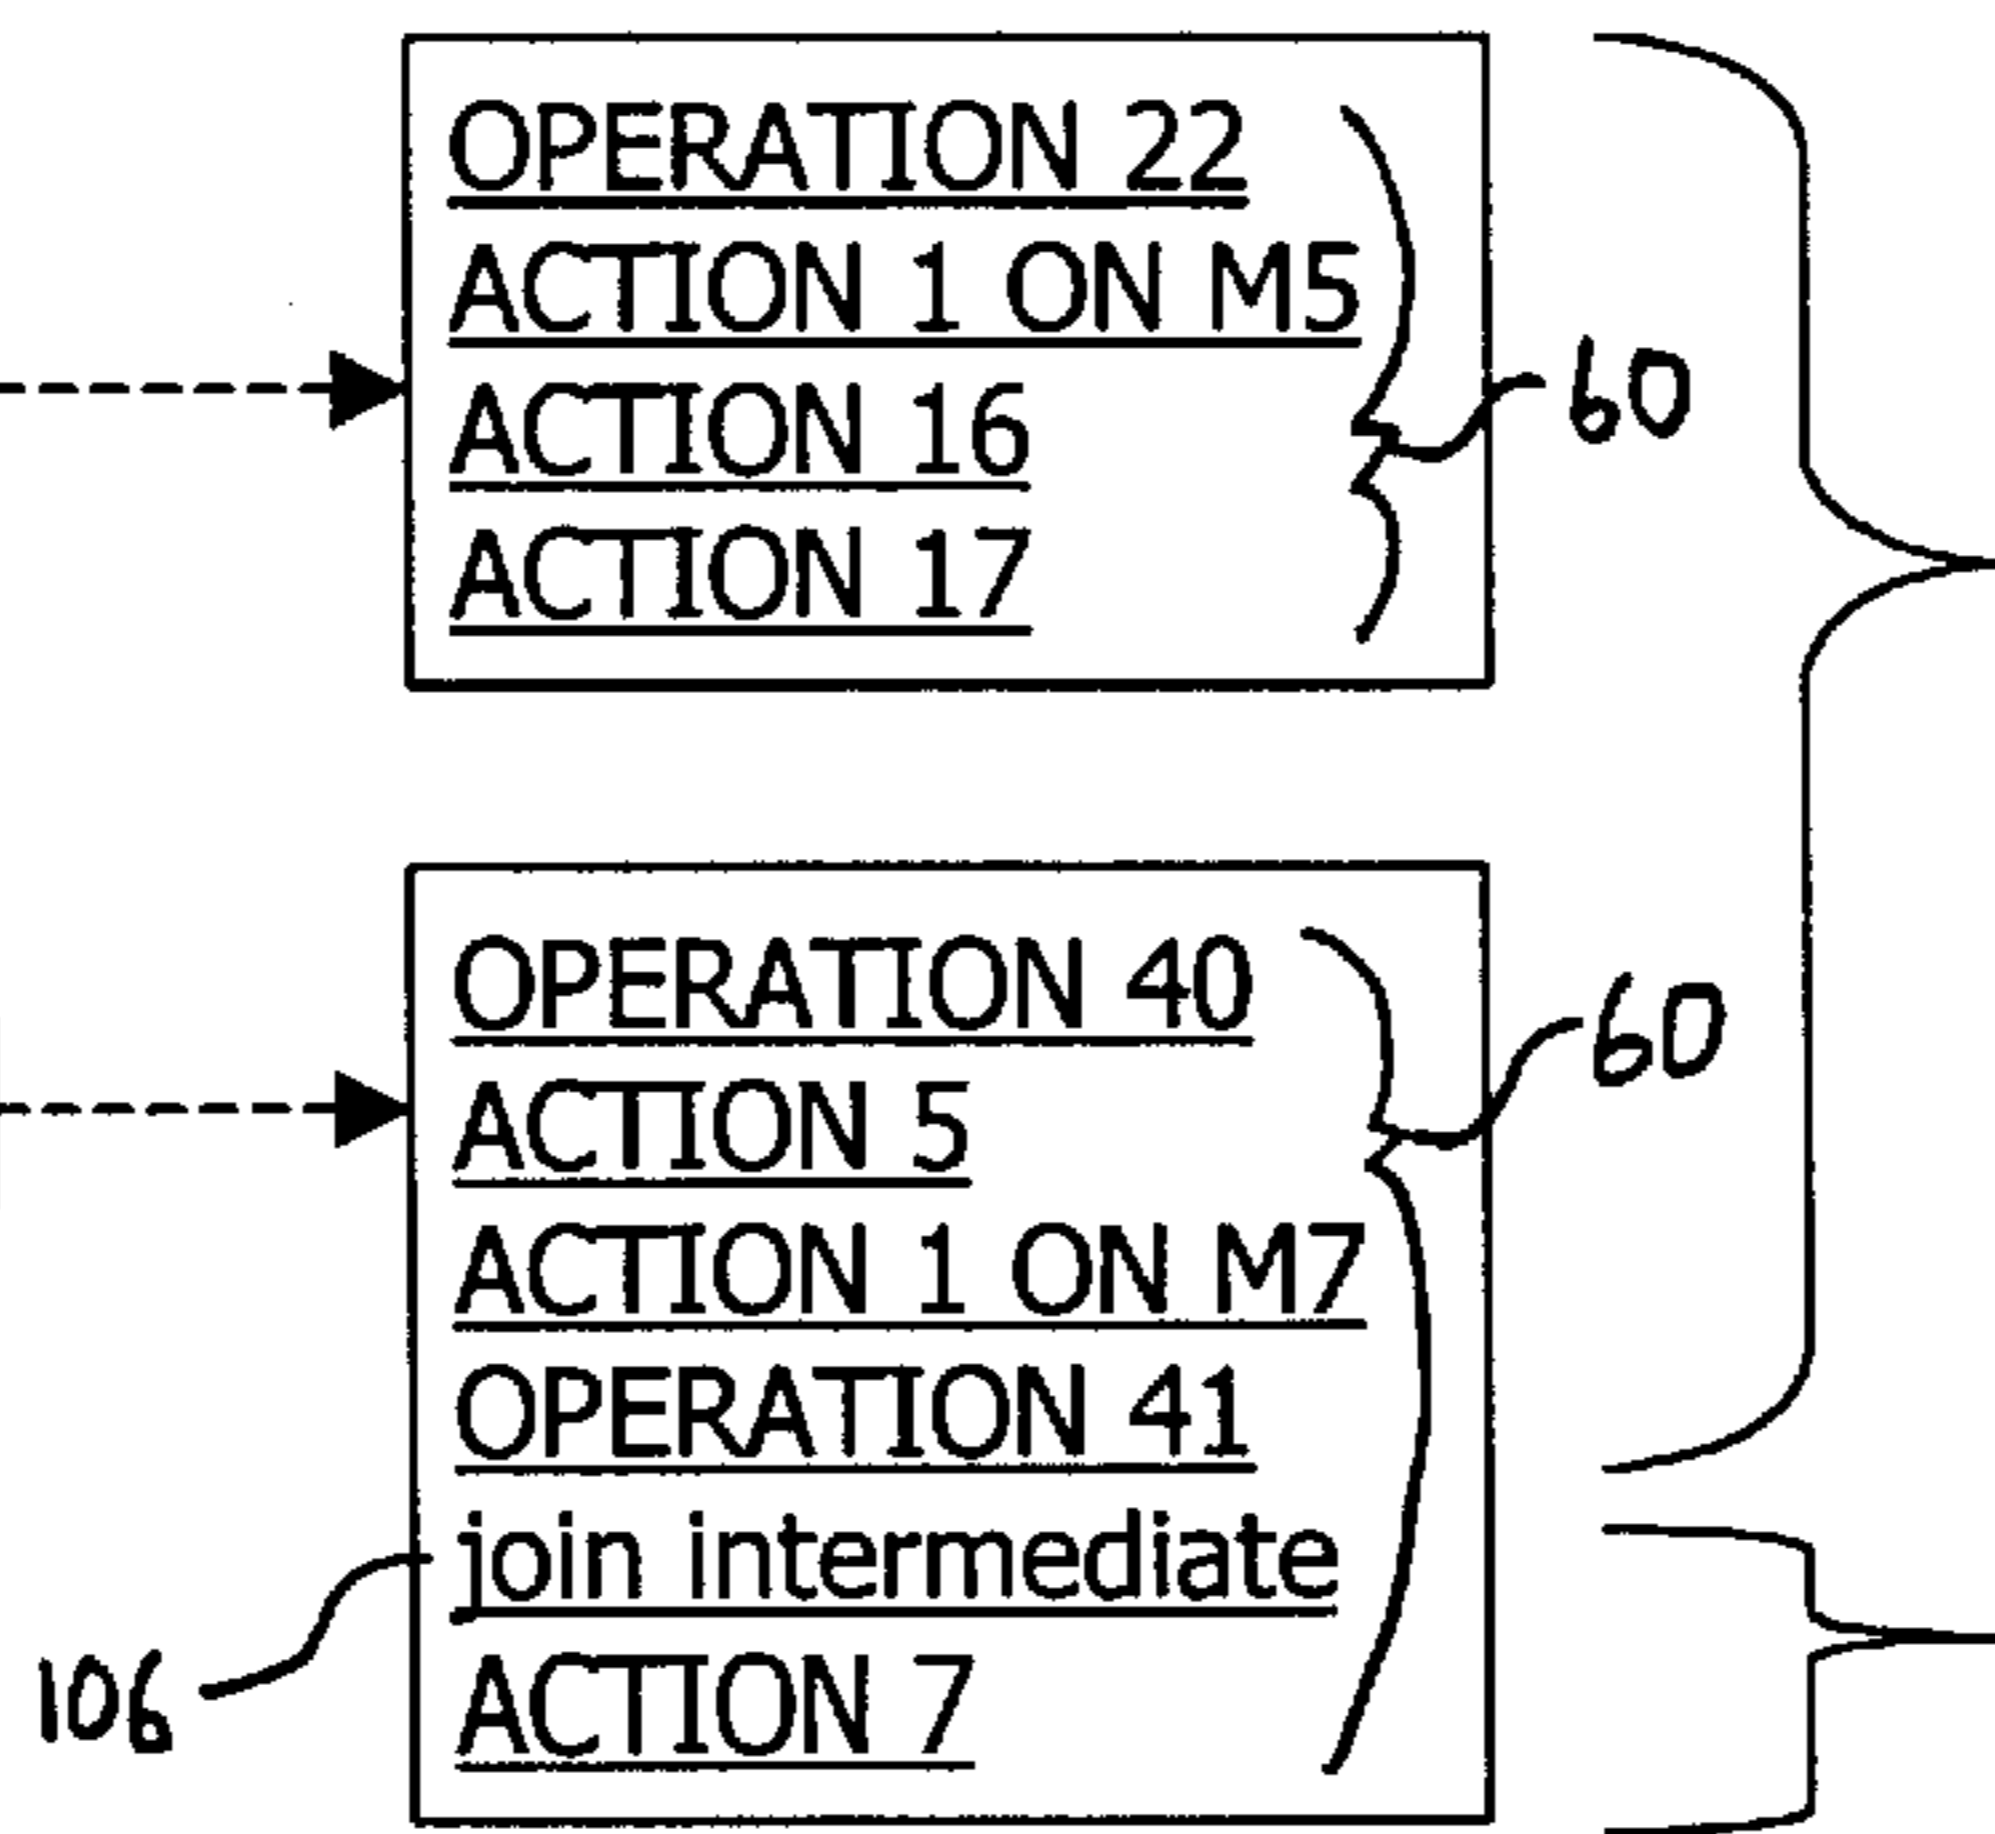 OPERATION 22
ACTION 1 ON M5
ACTION 16
ACTION 17
60
OPERATION 40
ACTION 5
ACTION 1 ON M7
OPERATION 41
join intermediate
ACTION 7
60
106